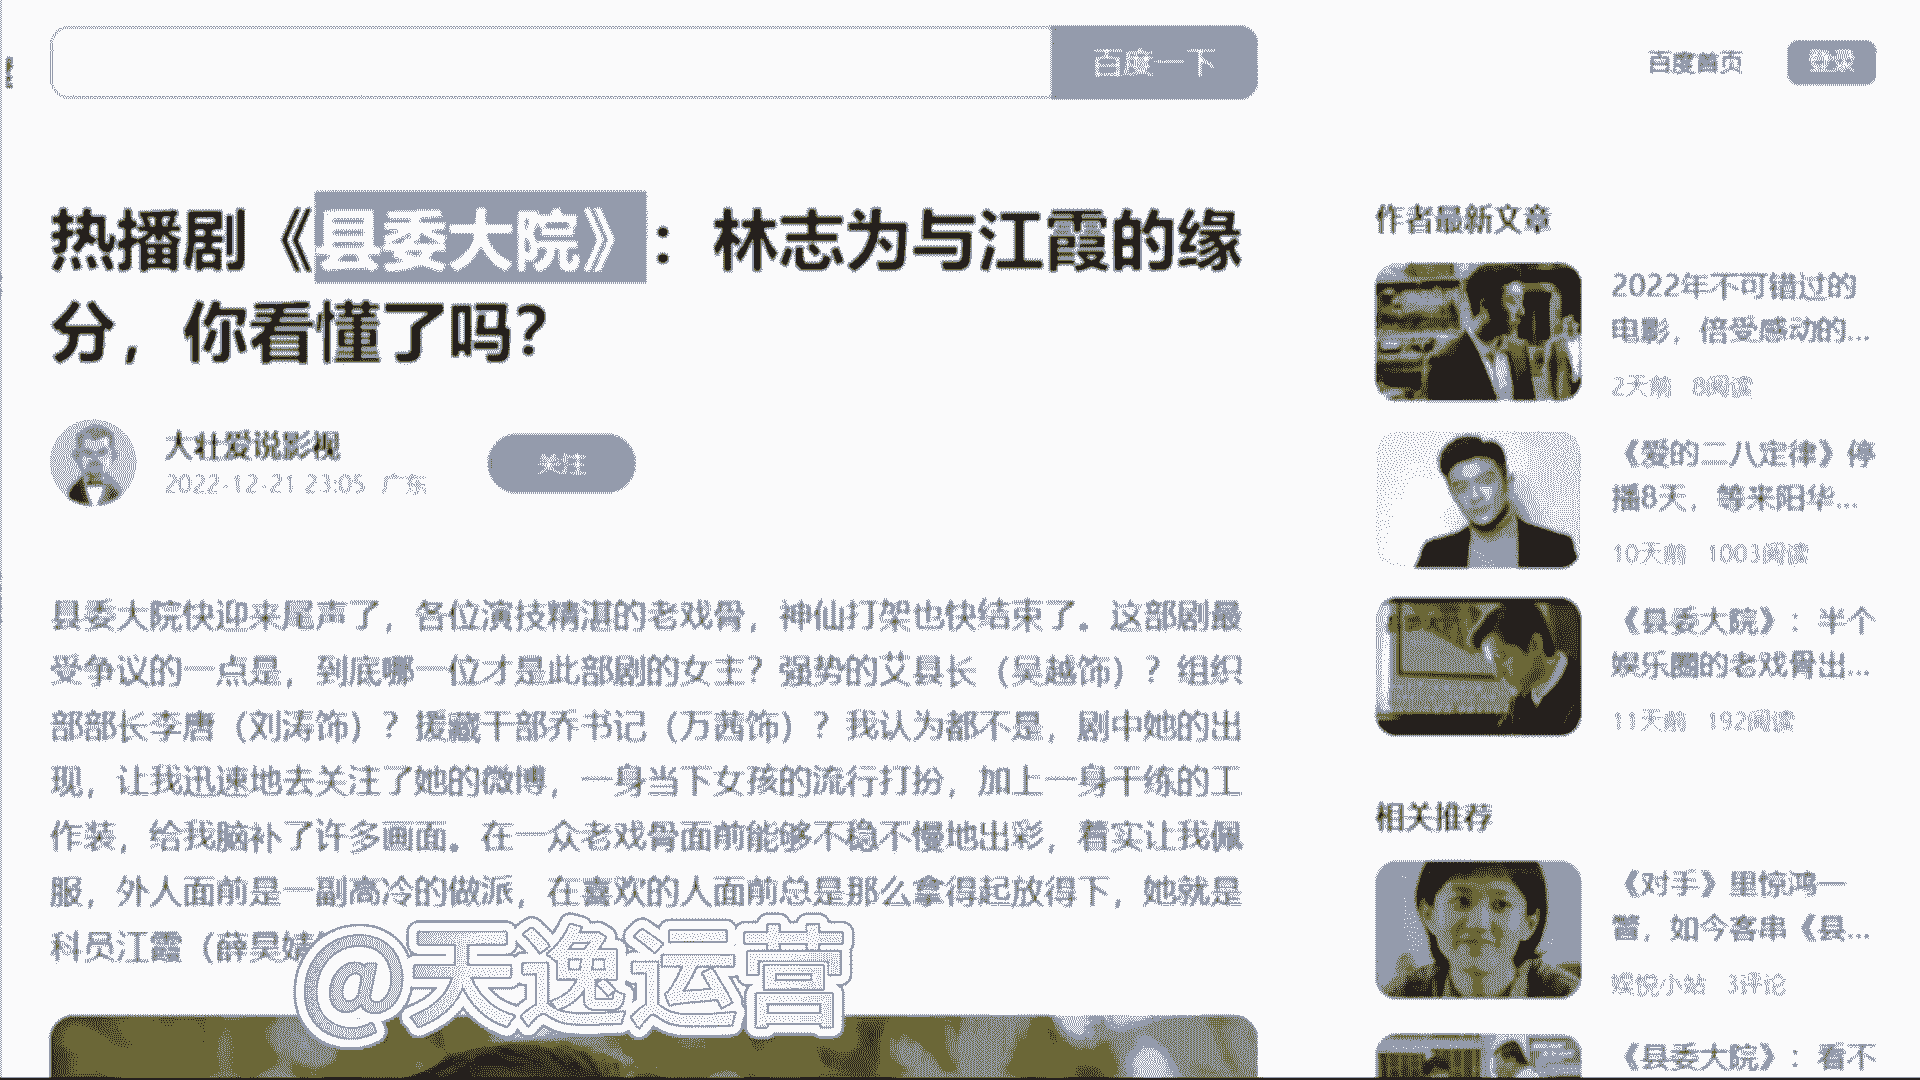 百度一下
百度首页
登录
热播剧《县委大院》：林志为与江霞的缘
分，你看懂了吗？
大壮爱说影视
2022-12-21 23:05 广东
关注
县委大院快迎来尾声了，各位演技精湛的老戏骨，神仙打架也快结束了。这部剧最
受争议的一点是，到底哪一位才是此部剧的女主？强势的艾县长（吴越饰）？组织
部部长李唐（刘涛饰）？援藏干部乔书记（万茜饰）？我认为都不是，剧中她的出
现，让我迅速地去关注了她的微博，一身当下女孩的流行打扮，加上一身干练的工
作装，给我脑补了许多画面。在一众老戏骨面前能够不稳不慢地出彩，着实让我佩
服，外人面前是一副高冷的做派，在喜欢的人面前总是那么拿得起放得下，她就是
科员江霞（薛昊婧
@天逸运营
作者最新文章
2022年不可错过的
电影，倍受感动的...
2天前 8阅读
《爱的二八定律》停
播8天，等来阳华...
10天前 1003阅读
《县委大院》：半个
娱乐圈的老戏骨出...
11天前 192阅读
相关推荐
《对手》里惊鸿一
瞥，如今客串《县...
娱悦小站 3评论
《县委大院》：看不